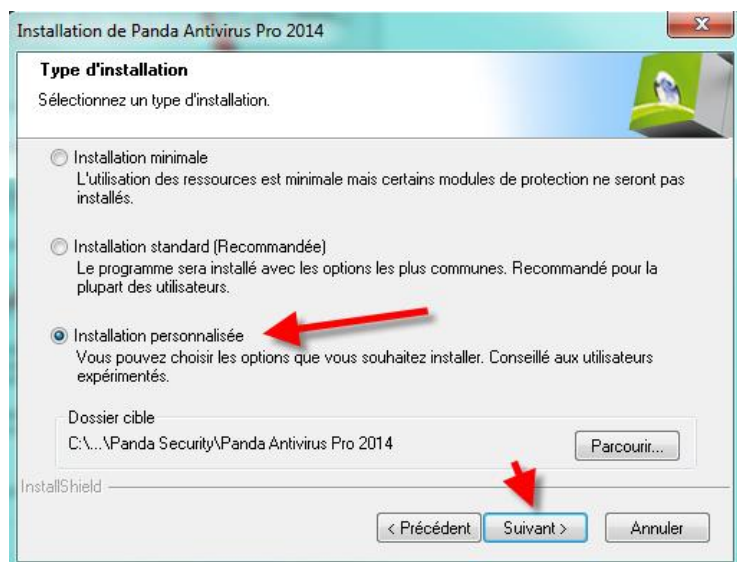 Installation de Panda Antivirus Pro 2014
Type d'installation
Sélectionnez un type d'installation.
Installation minimale
L'utilisation des ressources est minimale mais certains modules de protection ne seront pas
installés.
Installation standard (Recommandée)
Le programme sera installé avec les options les plus communes. Recommandé pour la
plupart des utilisateurs.
Installation personnalisée
Vous pouvez choisir les options que vous souhaitez installer. Conseillé aux utilisateurs
expérimentés.
Dossier cible
C:\...\Panda Security\Panda Antivirus Pro 2014
Parcourir...
InstallShield
< Précédent Suivant > Annuler